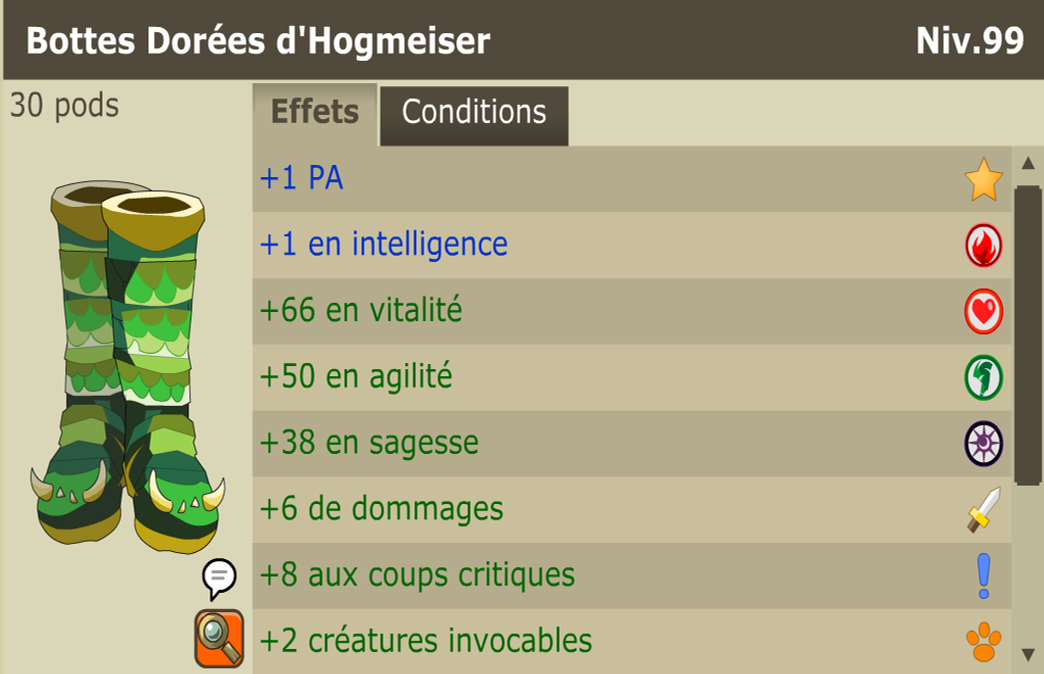 Bottes Dorées d'Hogmeiser
Niv.99
30 pods
Effets
Conditions
+1 PA
+1 en intelligence
+66 en vitalité
+50 en agilité
+38 en sagesse
+6 de dommages
+8 aux coups critiques
+2 créatures invocables